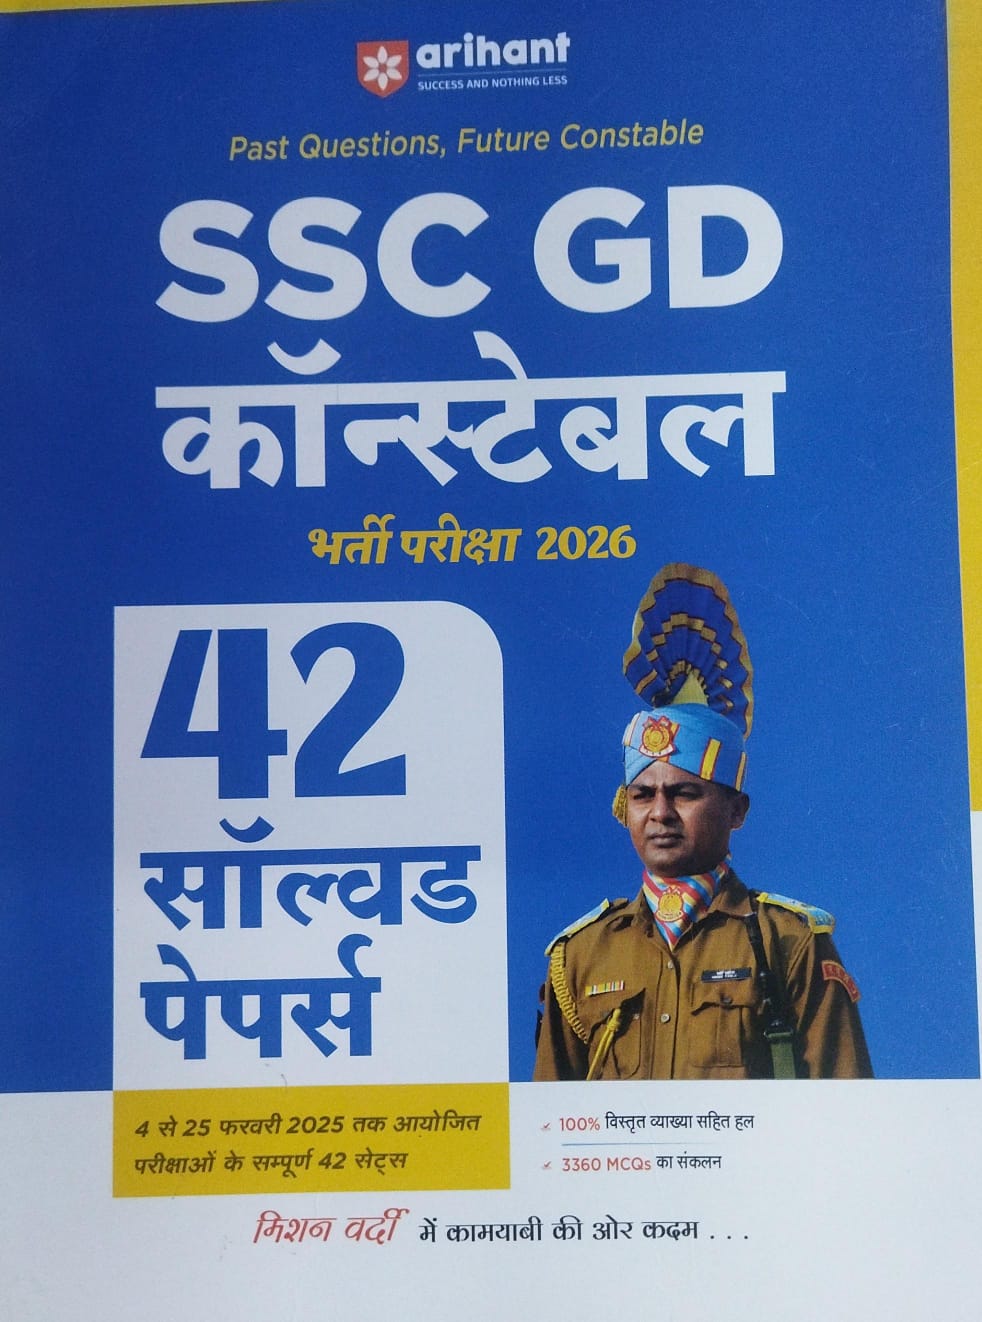 arihant
SUCCESS AND NOTHING LESS
Past Questions, Future Constable
SSC GD
कॉन्स्टेबल
भर्ती परीक्षा 2026
42
सॉल्वड
पेपर्स
4 से 25 फरवरी 2025 तक आयोजित
परीक्षाओं के सम्पूर्ण 42 सेट्स
100% विस्तृत व्याख्या सहित हल
3360 MCQs का संकलन
मिशन वर्दी में कामयाबी की ओर कदम . . .